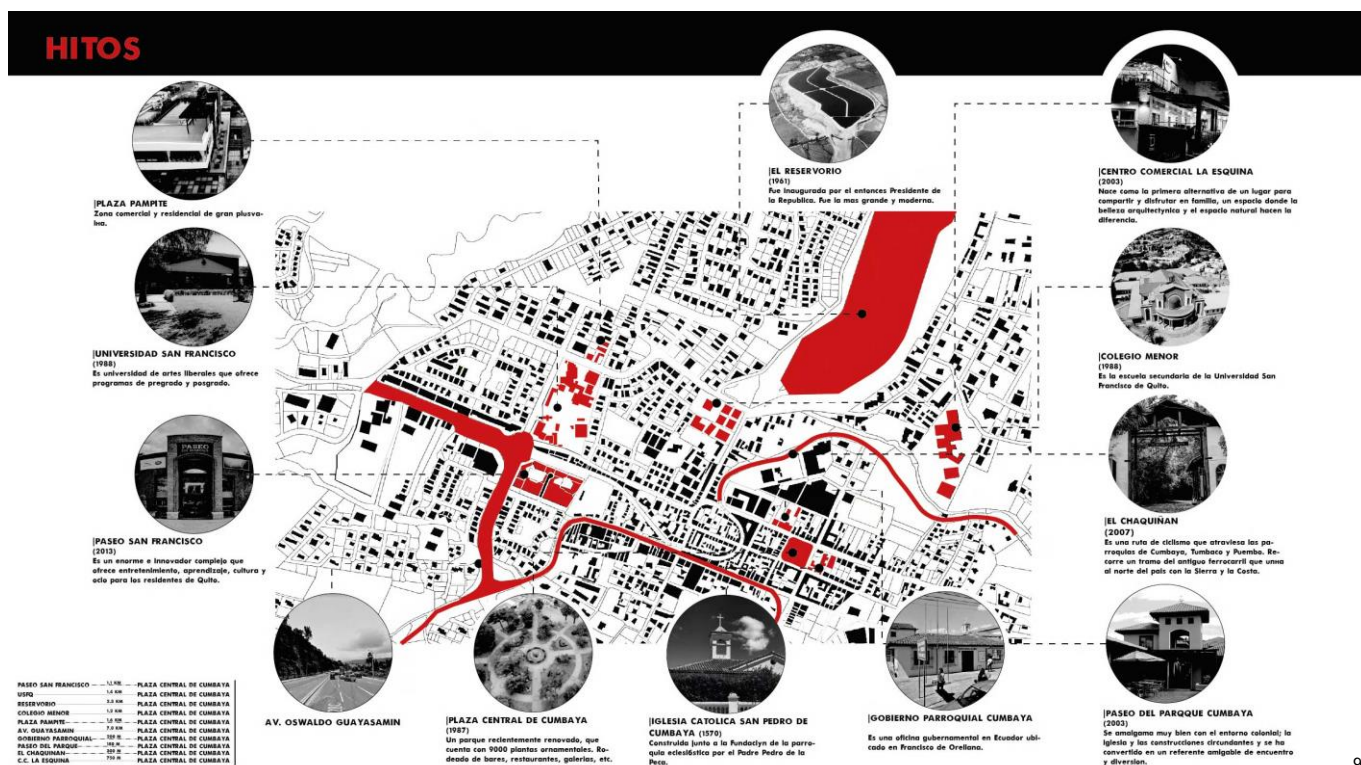 HITOS
|PLAZA PAMPITE
Zona comercial y residencial de gran plusva-
lıa.
|UNIVERSIDAD SAN FRANCISCO
(1988)
Es universidad de artes liberales que ofrece
programas de pregrado y posgrado.
PASEO
|PASEO SAN FRANCISCO
(2013)
Es un enorme e innovador complejo que
ofrece entretenimiento, aprendizaje, cultura y
ocio para los residentes de Quito.
|EL RESERVORIO
(1961)
Fue inaugurada por el entonces Presidente de
la Republica. Fue la mas grande y moderna.
|CENTRO COMERCIAL LA ESQUINA
(2003)
Nace como la primera alternativa de un lugar para
compartir y disfrutar en familia, un espacio donde la
belleza arquitectynica y el espacio natural hacen la
diferencia.
|COLEGIO MENOR
(1988)
Es la escuela secundaria de la Universidad San
Francisco de Quito.
|EL CHAQUIÑAN
(2007)
Es una ruta de ciclismo que atraviesa las pa-
rroquias de Cumbaya, Tumbaco y Puembo. Re-
corre un tramo del antiguo ferrocarril que unıa
al norte del pais con la Sierra y la Costa.
|PASEO DEL PARQQUE CUMBAYA
(2003)
Se amalgama muy bien con el entorno colonial; la
iglesia y las construcciones circundantes y se ha
convertido en un referente amigable de encuentro
y diversion.
AV. OSWALDO GUAYASAMIN
|PLAZA CENTRAL DE CUMBAYA
(1987)
Un parque recientemente renovado, que
cuenta con 9000 plantas ornamentales. Ro-
deado de bares, restaurantes, galerias, etc.
|IGLESIA CATOLICA SAN PEDRO DE
CUMBAYA (1570)
Construida junto a la Fundaciyn de la parro-
quia eclesiбstica por el Padre Pedro de la
Peсa.
|GOBIERNO PARROQUIAL CUMBAYA
Es una oficina gubernamental en Ecuador ubi-
cado en Francisco de Orellana.
PASEO SAN FRANCISCO PLAZA CENTRAL DE CUMBAYA
USFQ PLAZA CENTRAL DE CUMBAYA
RESERVORIO PLAZA CENTRAL DE CUMBAYA
COLEGIO MENOR PLAZA CENTRAL DE CUMBAYA
PLAZA PAMPITE PLAZA CENTRAL DE CUMBAYA
AV. GUAYASAMIN PLAZA CENTRAL DE CUMBAYA
GOBIERNO PARROQUIAL PLAZA CENTRAL DE CUMBAYA
PASEO DEL PARQUE PLAZA CENTRAL DE CUMBAYA
EL CHAQUINAN PLAZA CENTRAL DE CUMBAYA
C.C. LA ESQUINA PLAZA CENTRAL DE CUMBAYA
9